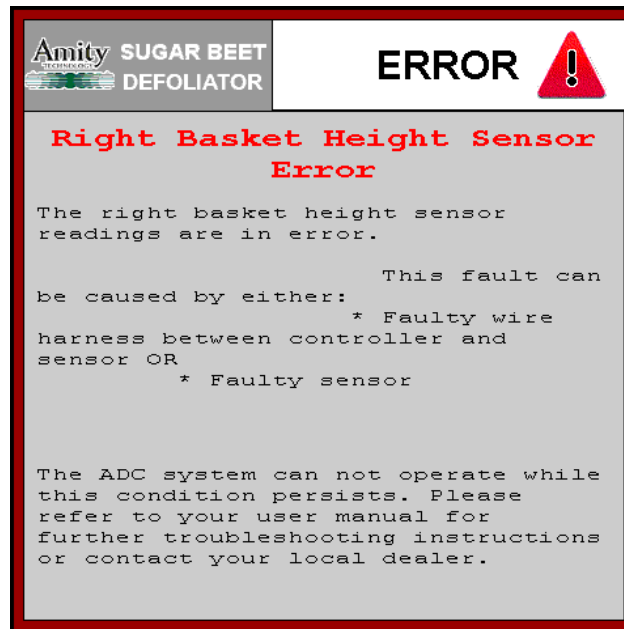 Amity SUGAR BEET
TECHNOLOGY DEFOLIATOR
ERROR !
Right Basket Height Sensor
Error
The right basket height sensor
readings are in error.
This fault can
be caused by either:
* Faulty wire
harness between controller and
sensor OR
* Faulty sensor
The ADC system can not operate while
this condition persists. Please
refer to your user manual for
further troubleshooting instructions
or contact your local dealer.